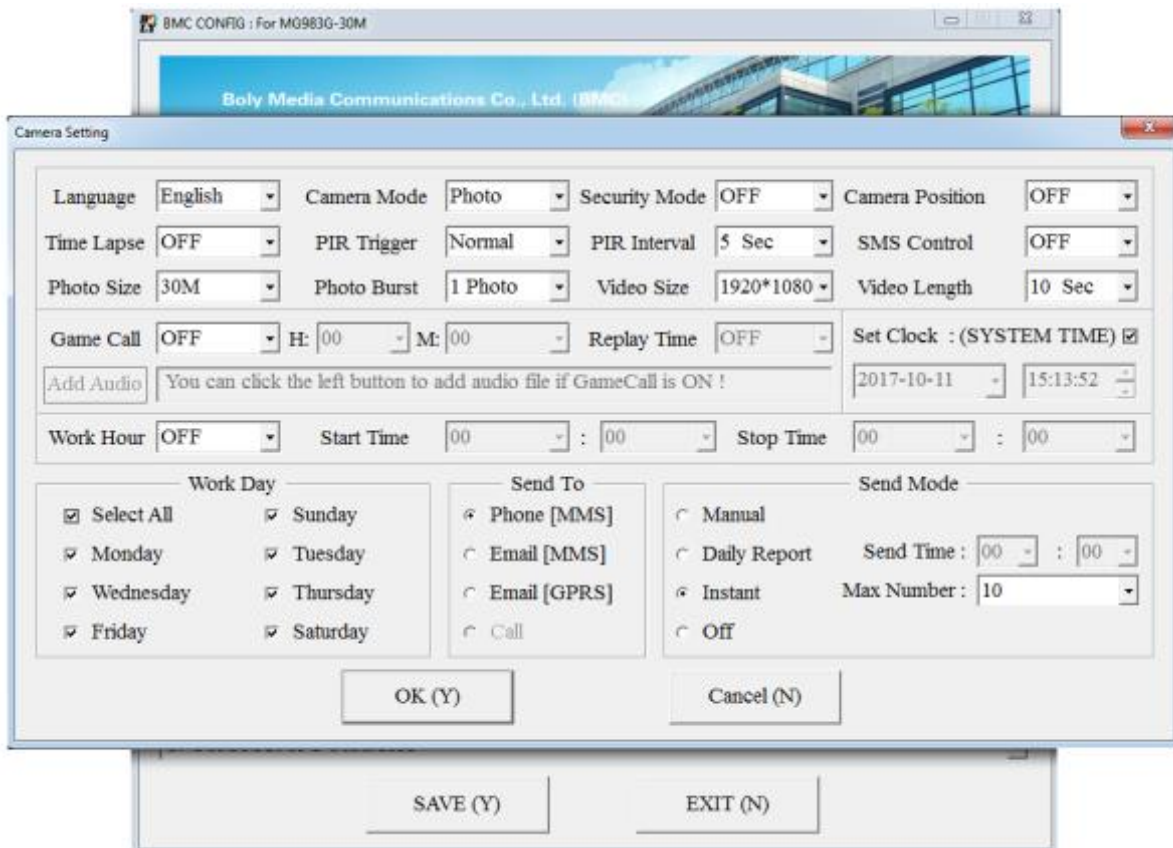 BMC CONFIG : For MG983G-30M
Boly Media Communications Co., Ltd. (BMC)
Camera Setting
Language English Camera Mode Photo Security Mode OFF Camera Position OFF
Time Lapse OFF PIR Trigger Normal PIR Interval 5 Sec SMS Control OFF
Photo Size 30M Photo Burst 1 Photo Video Size 1920*1080 Video Length 10 Sec
Game Call OFF H: 00 M: 00 Replay Time OFF Set Clock : (SYSTEM TIME)
Add Audio You can click the left button to add audio file if GameCall is ON ! 2017-10-11 15:13:52
Work Hour OFF Start Time 00 : 00 Stop Time 00 : 00
Work Day Send To Send Mode
Select All Sunday Phone [MMS] Manual
Monday Tuesday Email [MMS] Daily Report Send Time : 00 : 00
Wednesday Thursday Email [GPRS] Instant Max Number : 10
Friday Saturday Call Off
OK (Y) Cancel (N)
SAVE (Y) EXIT (N)